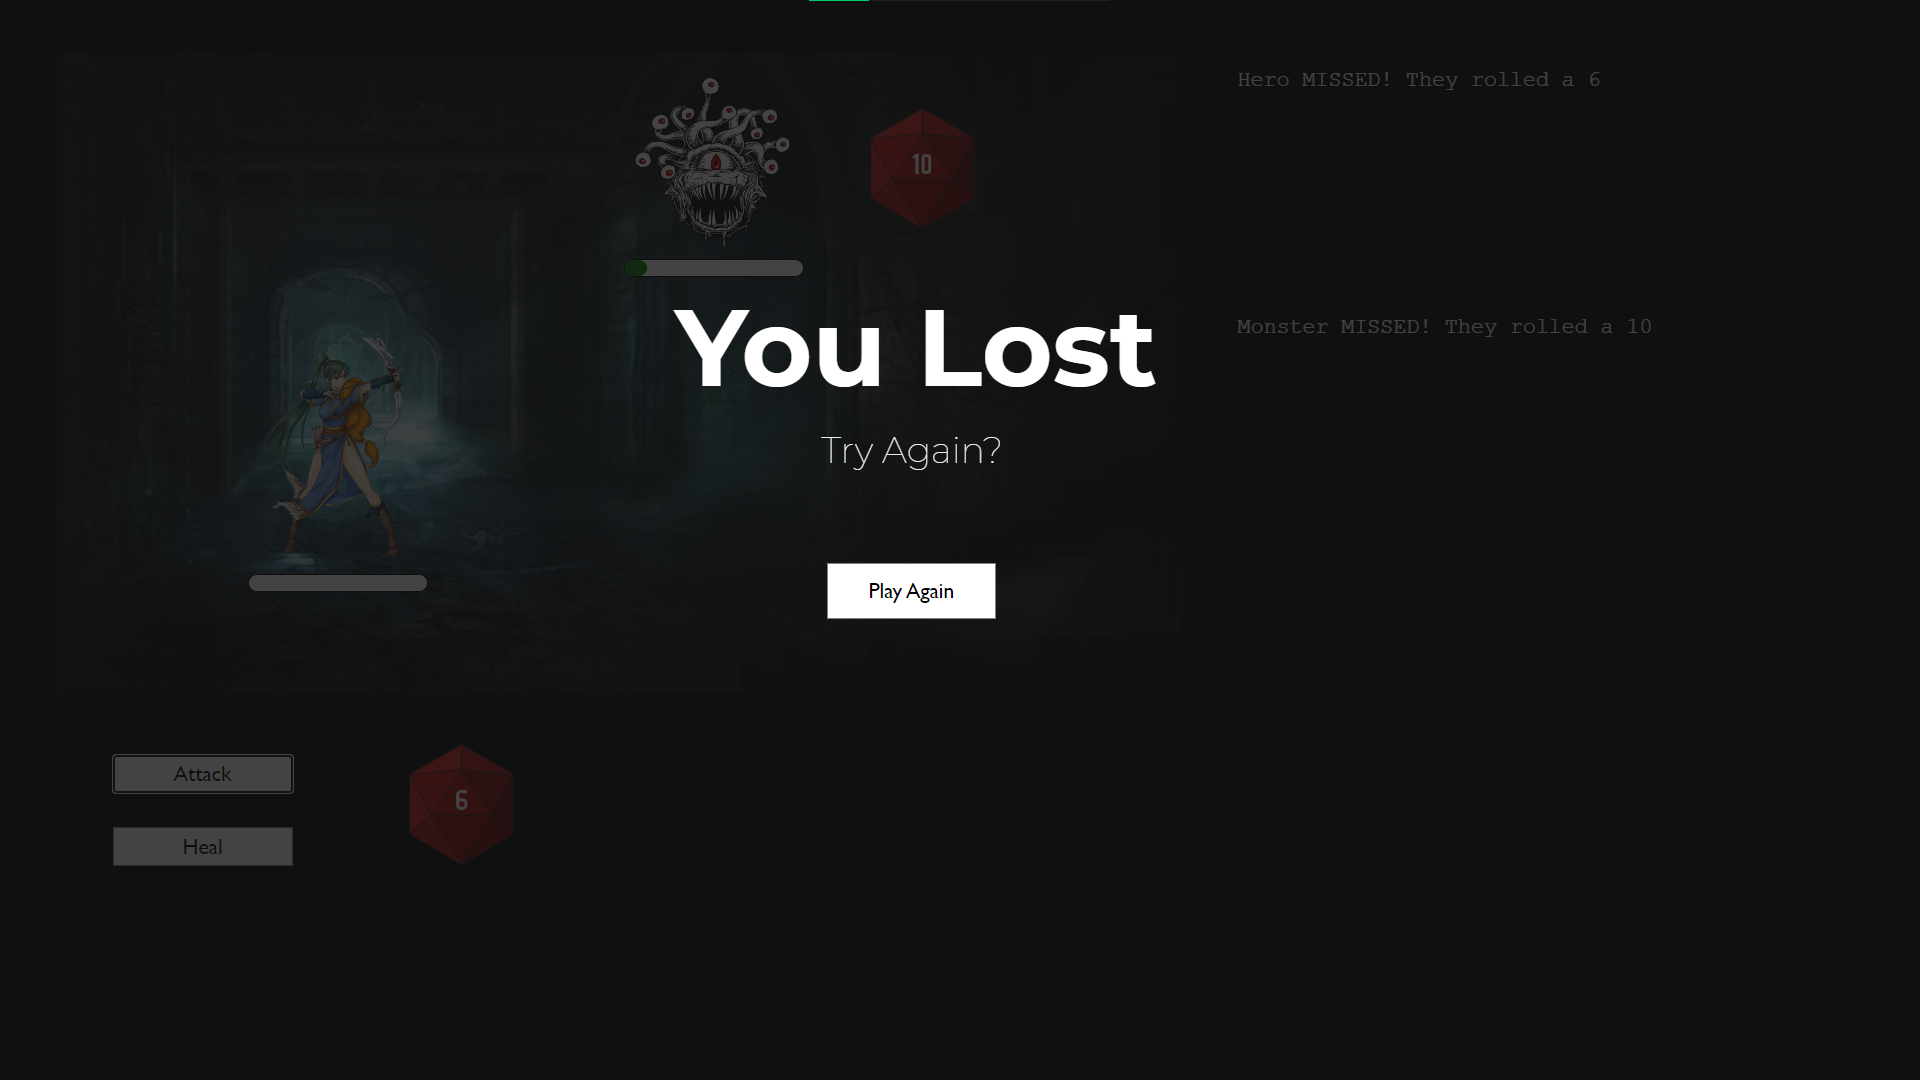 Hero MISSED! They rolled a 6
10
You Lost
Monster MISSED! They rolled a 10
Try Again?
Play Again
Attack
6
Heal